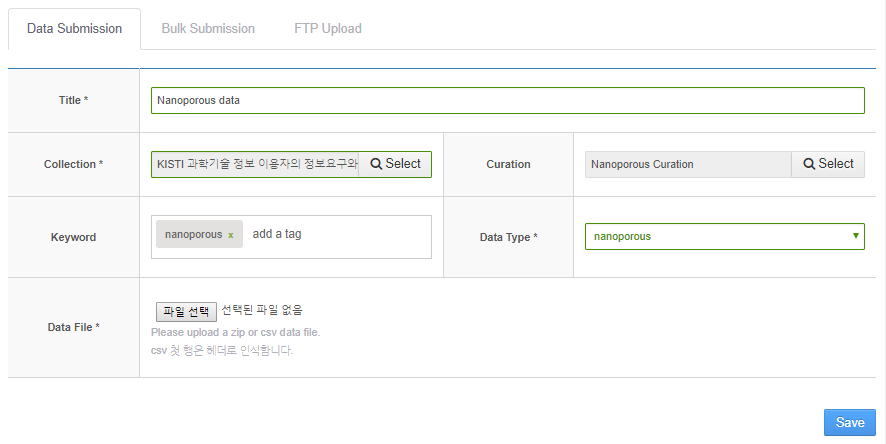 Data Submission Bulk Submission FTP Upload
Title * Nanoporous data
Collection * KISTI 과학기술 정보 이용자의 정보요구와 Select Curation Nanoporous Curation Select
Keyword nanoporous x add a tag Data Type * nanoporous
Data File * 파일 선택 선택된 파일 없음
Please upload a zip or csv data file.
csv 첫 행은 헤더로 인식합니다.
Save